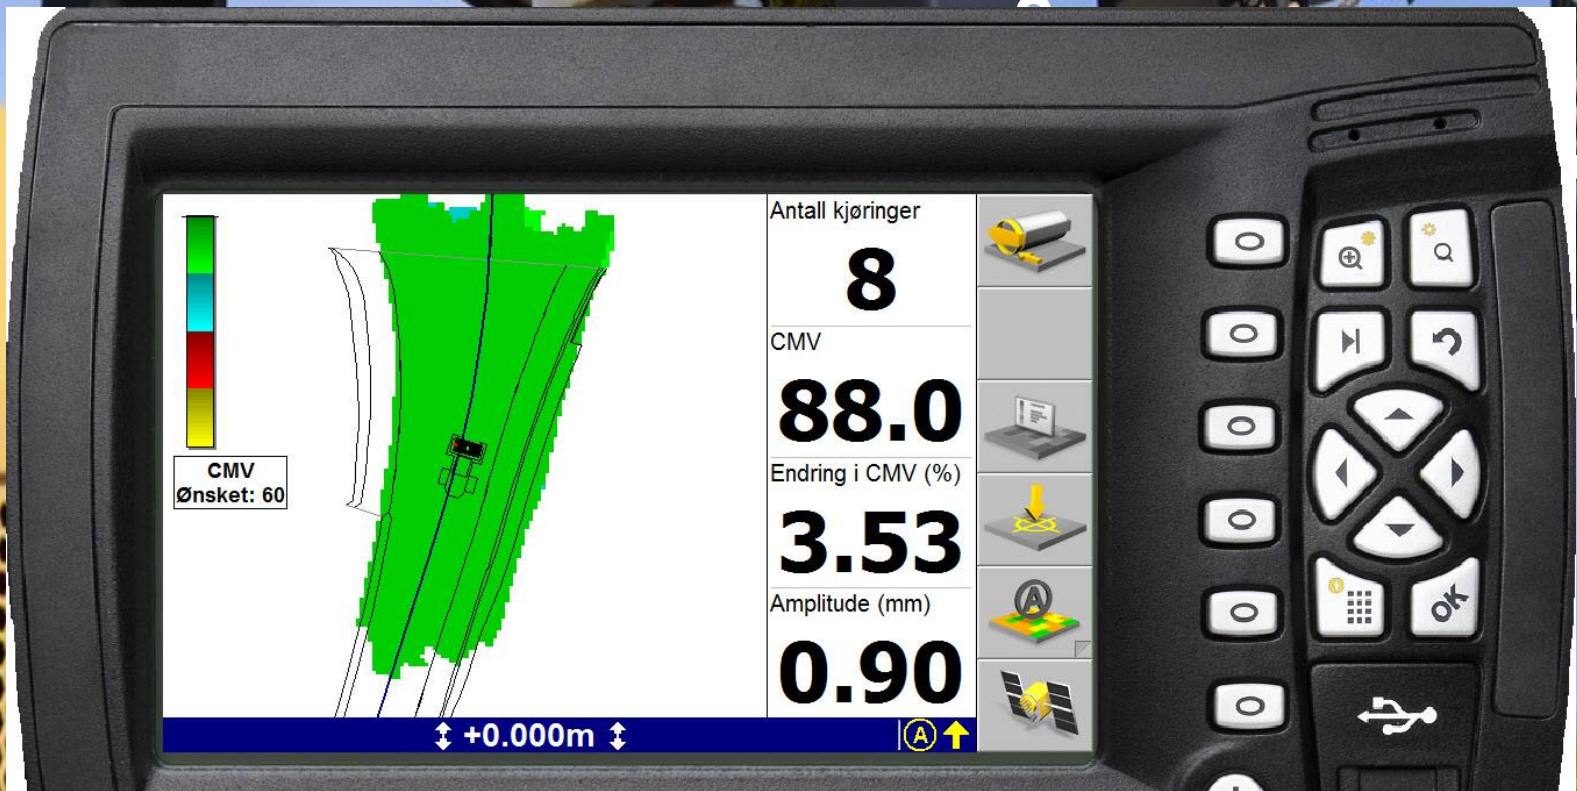 Antall kjøringer
8
CMV
88.0
Endring i CMV (%)
3.53
Amplitude (mm)
0.90
CMV
Ønsket: 60
+0.000m
A
A
OK